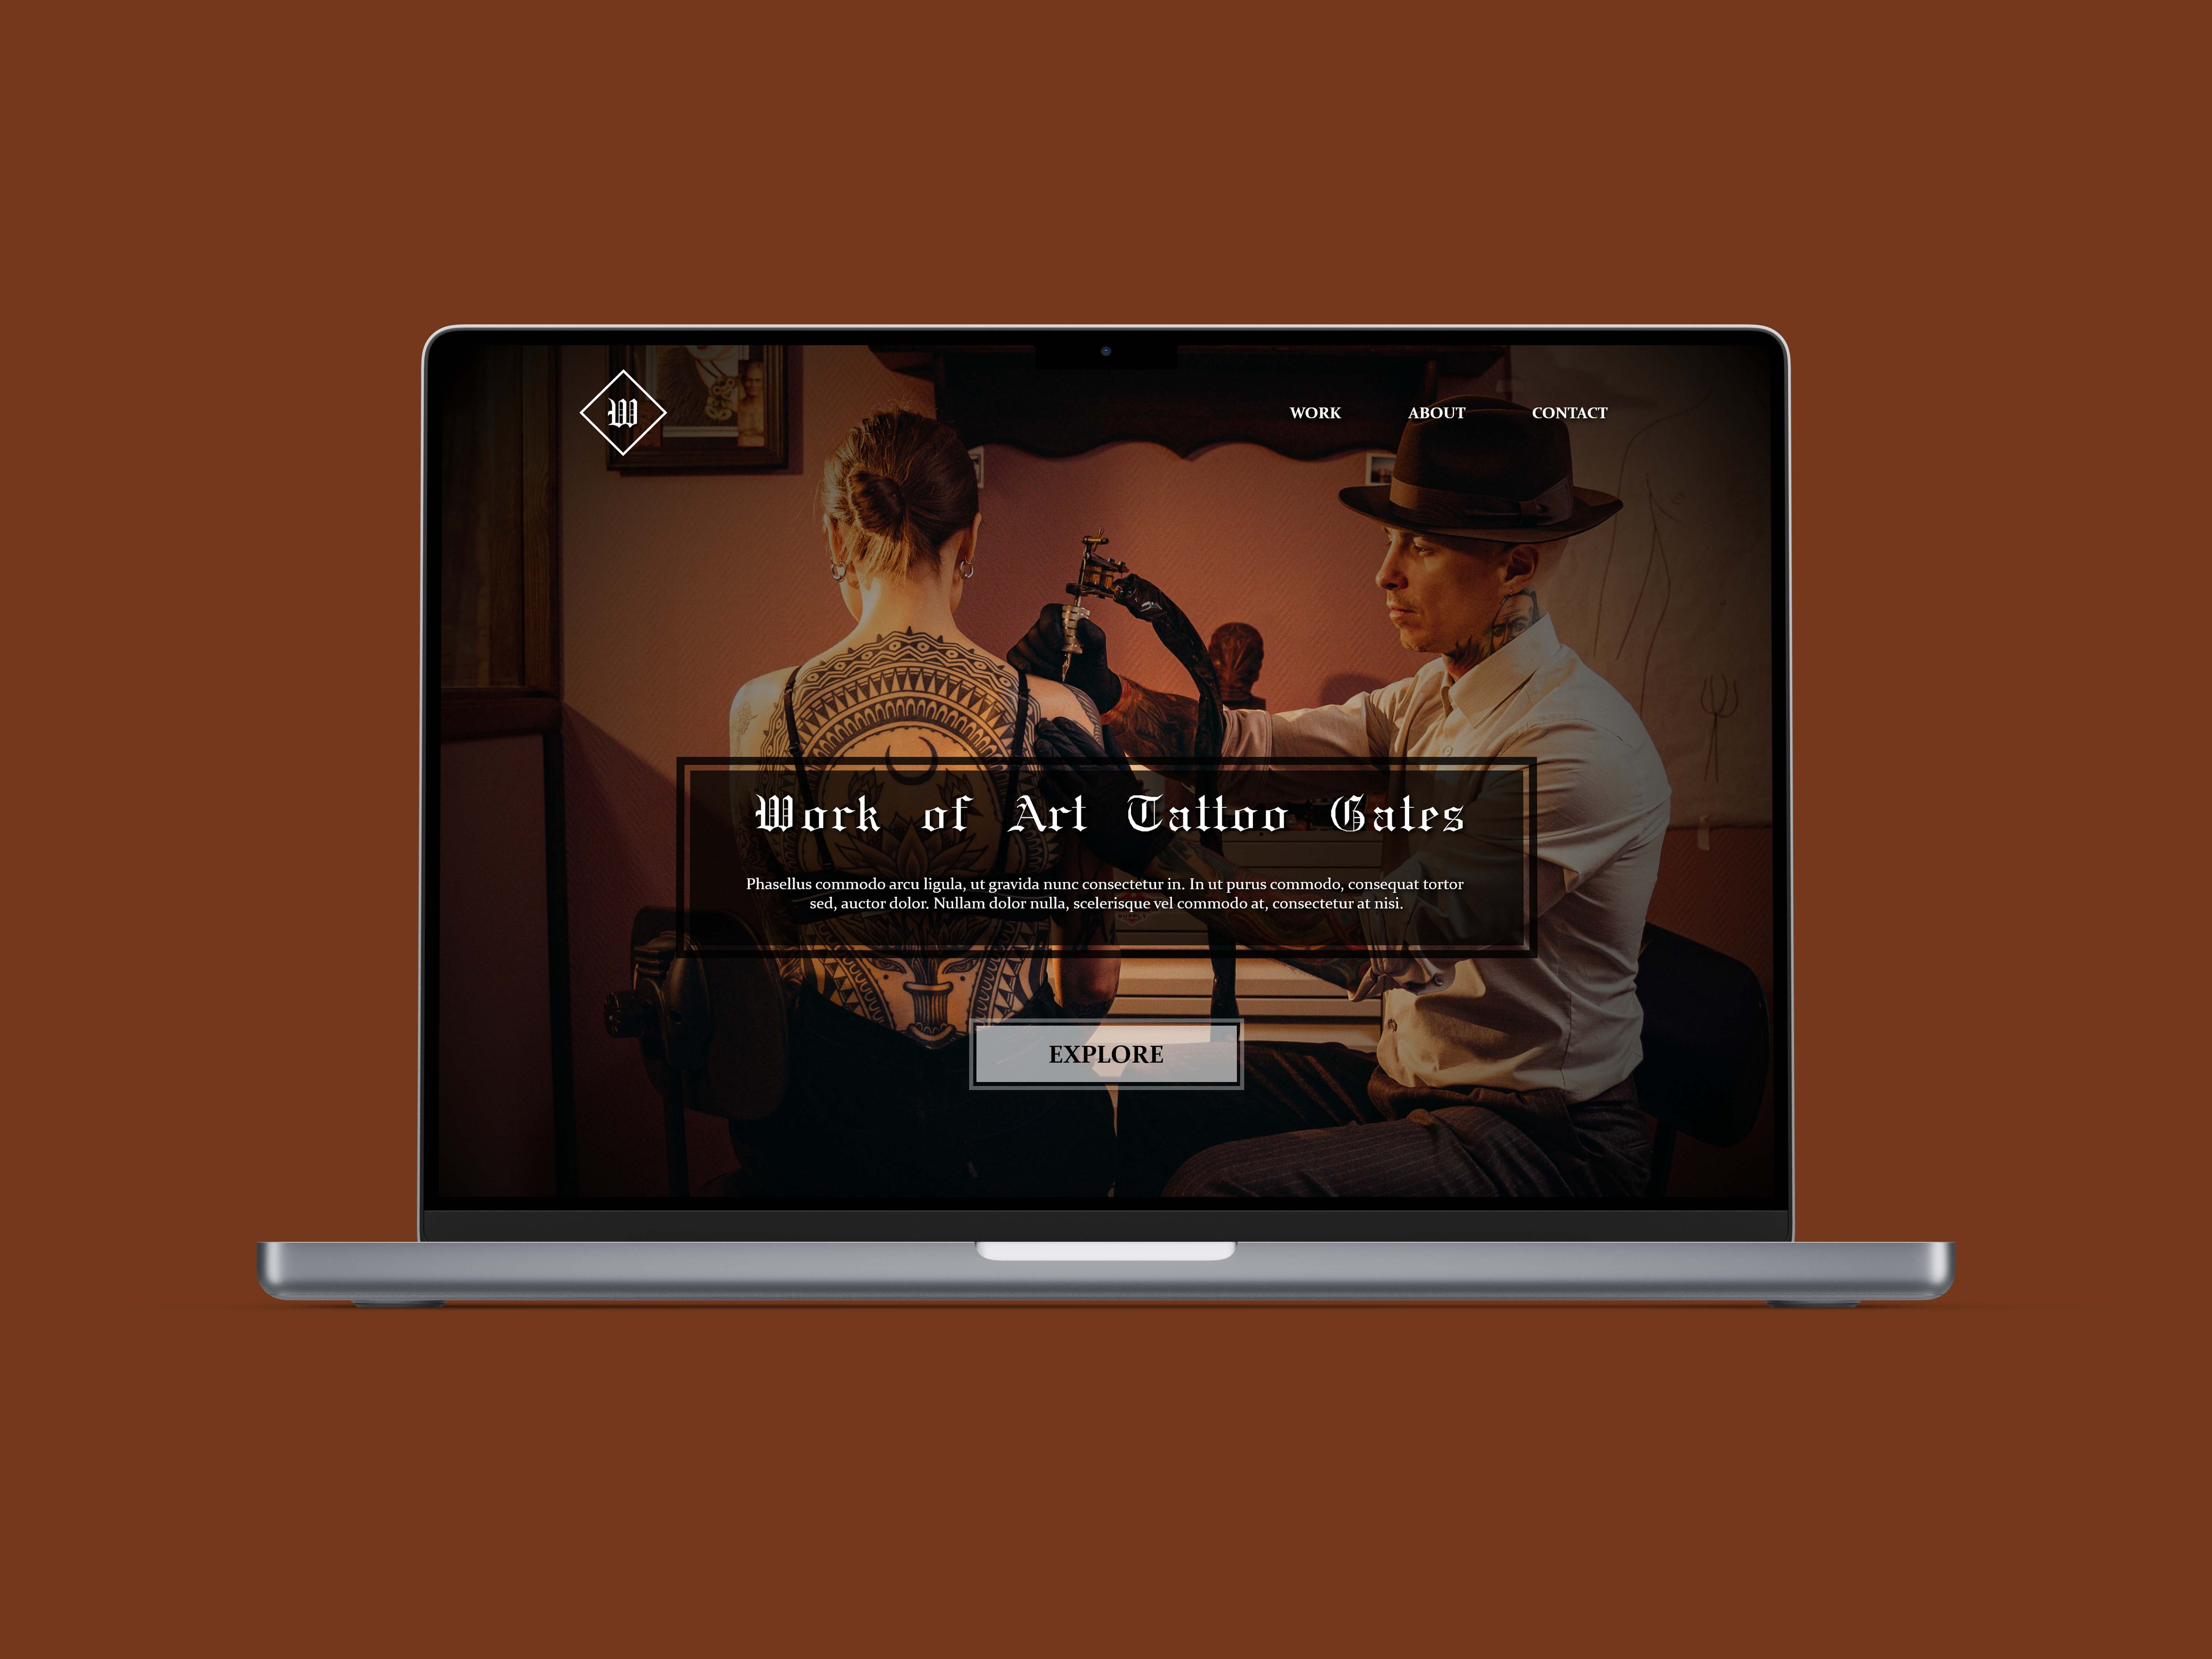 W
WORK ABOUT CONTACT
Work of Art Tattoo Gates
Phasellus commodo arcu ligula, ut gravida nunc consectetur in. In ut purus commodo, consequat tortor
sed, auctor dolor. Nullam dolor nulla, scelerisque vel commodo at, consectetur at nisi.
EXPLORE